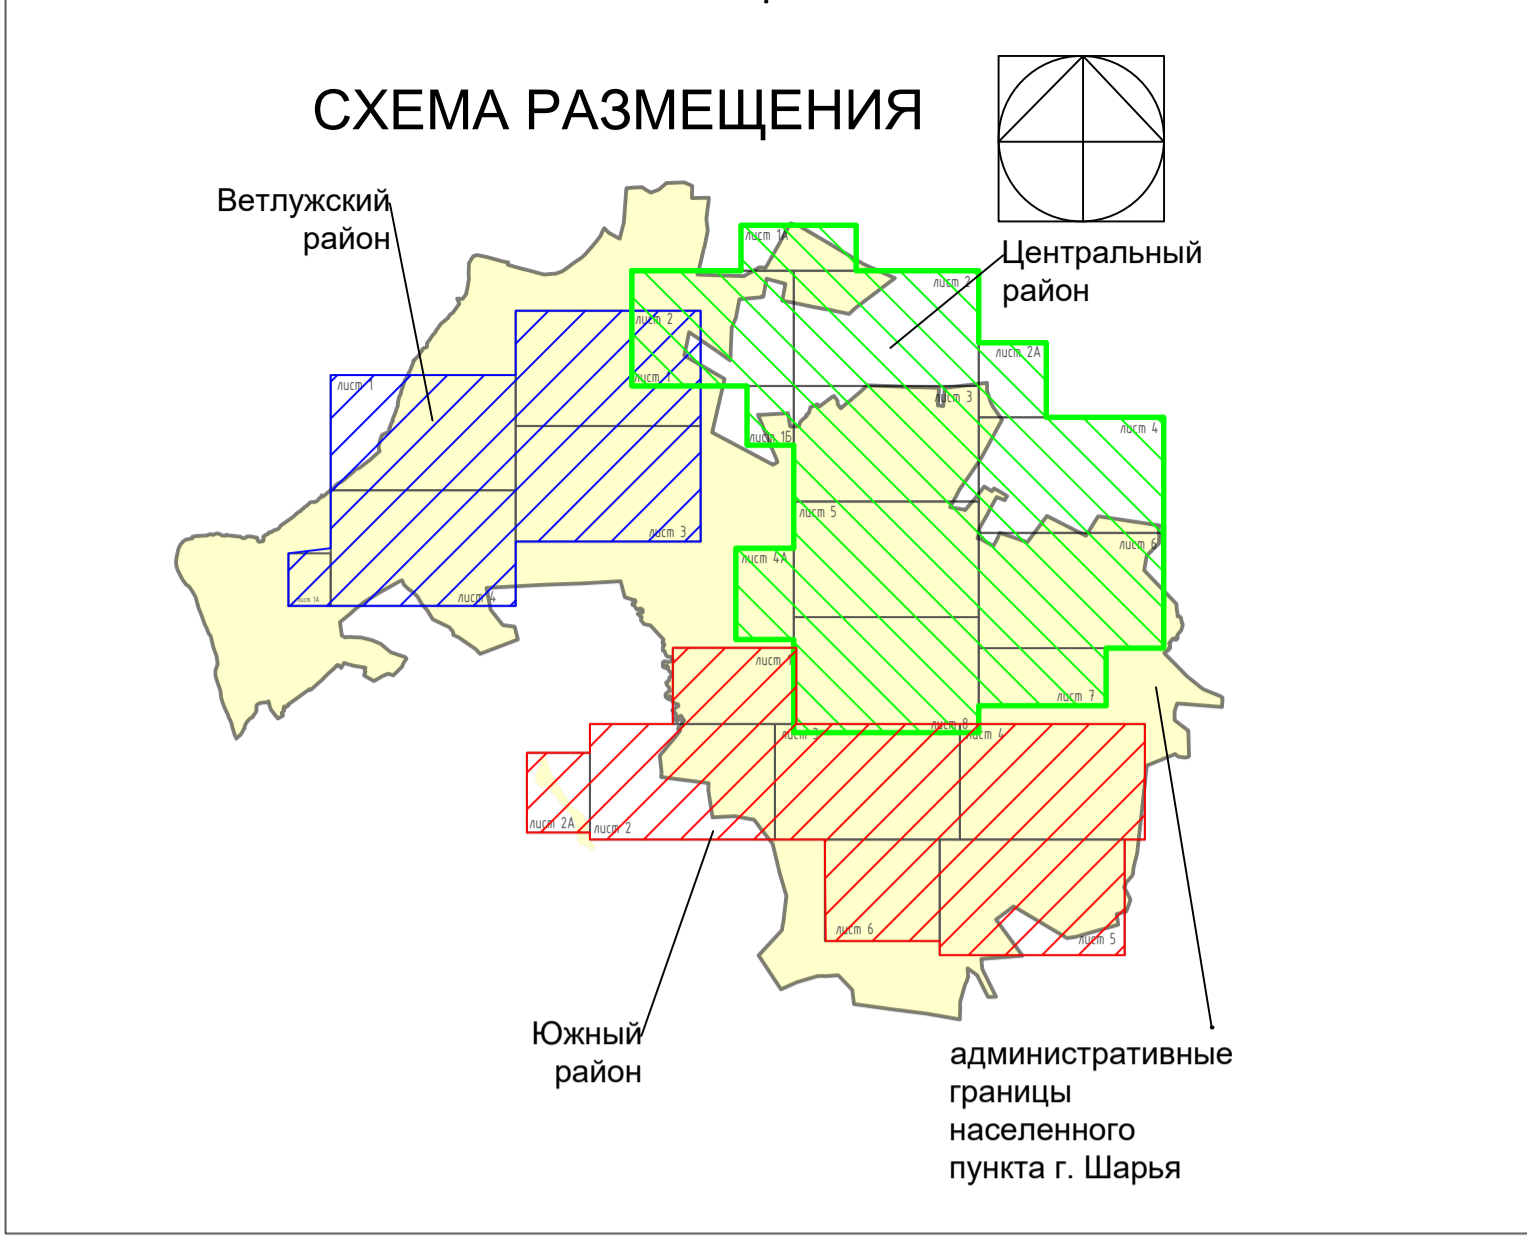 СХЕМА РАЗМЕЩЕНИЯ
Ветлужский
район
Центральный
район
лист 1А
лист 2
лист 2
лист 1
лист 2А
лист 1
лист 3
лист 4
лист 1Б
лист 5
лист 3
лист 6
лист 4А
лист 1А
лист 4
лист 1
лист 7
лист 8
лист 3
лист 4
лист 2А
лист 2
лист 6
лист 5
Южный
район
административные
границы
населенного
пункта г. Шарья